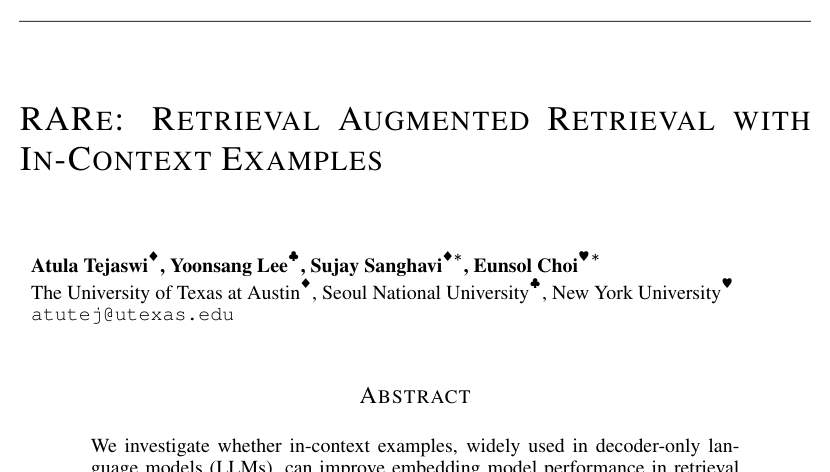 RARE: RETRIEVAL AUGMENTED RETRIEVAL WITH
IN-CONTEXT EXAMPLES
Atula Tejaswi♦, Yoonsang Lee♣, Sujay Sanghavi♦*, Eunsol Choi♥*
The University of Texas at Austin♦, Seoul National University♣, New York University♥
atutej@utexas.edu
ABSTRACT
We investigate whether in-context examples, widely used in decoder-only lan-
guage models (LLMs), can improve embedding model performance in retrieval